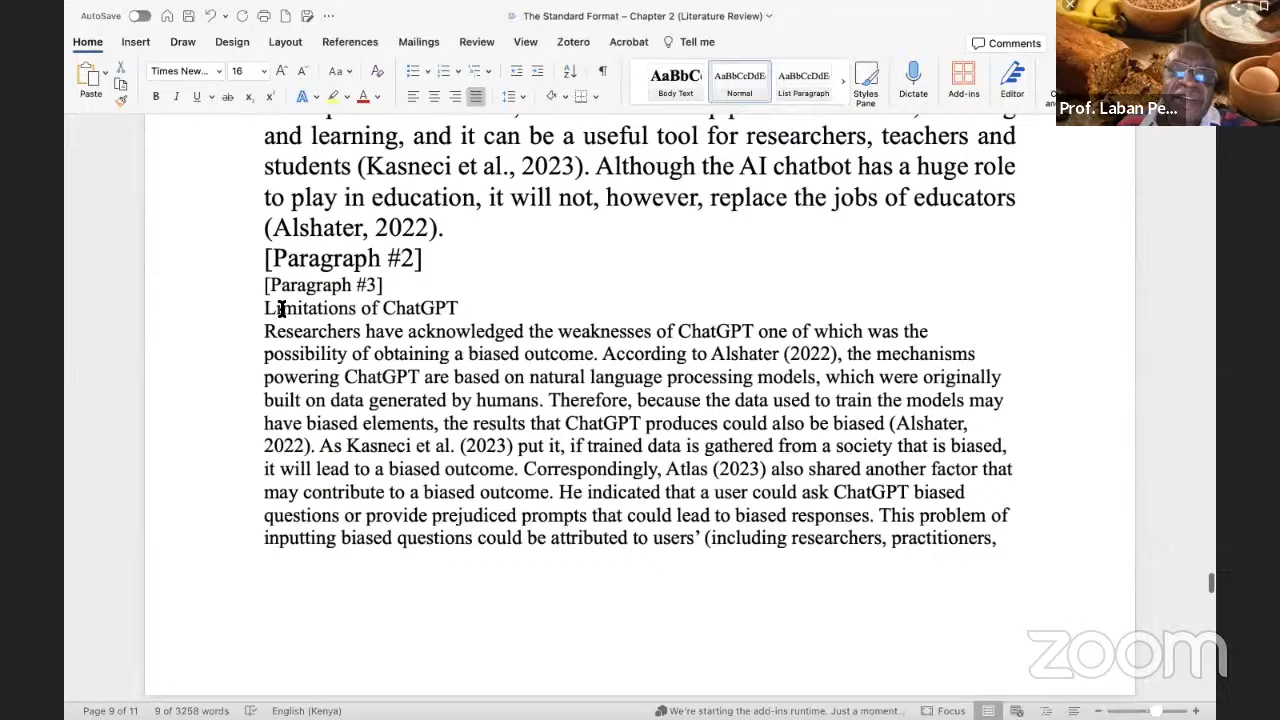 AutoSave
The Standard Format – Chapter 2 (Literature Review)
Home Insert Draw Design Layout References Mailings Review View Zotero Acrobat Tell me
Comments
Paste
Times New... 16
AaBbC AaBbCcDdE AaBbCcDdE
Body Text Normal List Paragraph
Styles Pane
Dictate
Add-ins
Editor
Prof. Laban Pe...
and learning, and it can be a useful tool for researchers, teachers and
students (Kasneci et al., 2023). Although the AI chatbot has a huge role
to play in education, it will not, however, replace the jobs of educators
(Alshater, 2022).
[Paragraph #2]
[Paragraph #3]
Limitations of ChatGPT
Researchers have acknowledged the weaknesses of ChatGPT one of which was the
possibility of obtaining a biased outcome. According to Alshater (2022), the mechanisms
powering ChatGPT are based on natural language processing models, which were originally
built on data generated by humans. Therefore, because the data used to train the models may
have biased elements, the results that ChatGPT produces could also be biased (Alshater,
2022). As Kasneci et al. (2023) put it, if trained data is gathered from a society that is biased,
it will lead to a biased outcome. Correspondingly, Atlas (2023) also shared another factor that
may contribute to a biased outcome. He indicated that a user could ask ChatGPT biased
questions or provide prejudiced prompts that could lead to biased responses. This problem of
inputting biased questions could be attributed to users’ (including researchers, practitioners,
zoom
Page 9 of 11 9 of 3258 words English (Kenya) We're starting the add-ins runtime. Just a moment... Focus